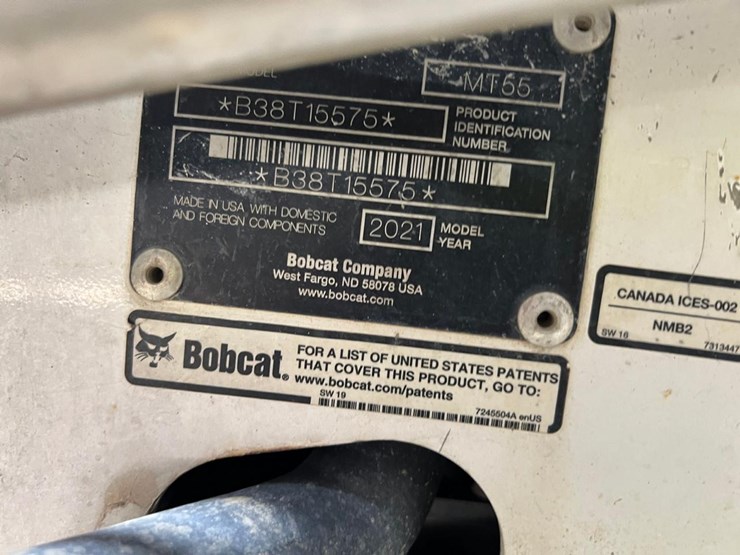 MT55
*B38T15575*
PRODUCT
IDENTIFICATION
NUMBER
*B38T15575*
MADE IN USA WITH DOMESTIC
AND FOREIGN COMPONENTS
2021
MODEL
YEAR
Bobcat Company
West Fargo, ND 58078 USA
www.bobcat.com
CANADA ICES-002
NMB2
SW 16
7313447
Bobcat®
FOR A LIST OF UNITED STATES PATENTS
THAT COVER THIS PRODUCT, GO TO:
www.bobcat.com/patents
SW 19
7245504A enUS